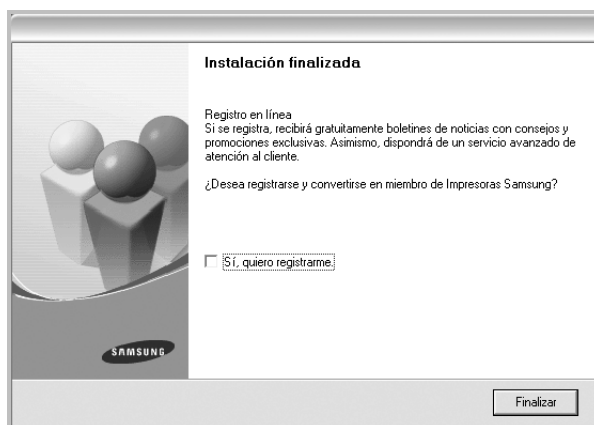 Instalación finalizada
Registro en línea
Si se registra, recibirá gratuitamente boletines de noticias con consejos y
promociones exclusivas. Asimismo, dispondrá de un servicio avanzado de
atención al cliente.
¿Desea registrarse y convertirse en miembro de Impresoras Samsung?
Sí, quiero registrarme.
SAMSUNG
Finalizar